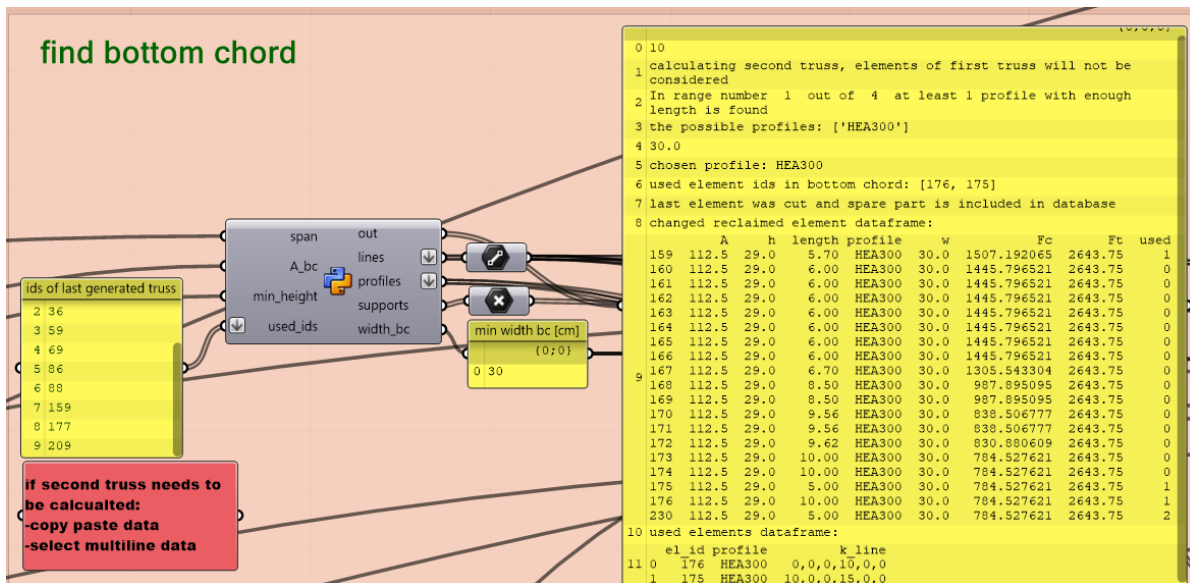 find bottom chord
span
A_bc
min_height
used_ids
out
lines
profiles
supports
width_bc
ids of last generated truss
2 36
3 59
4 69
5 86
6 88
7 159
8 177
9 209
if second truss needs to
be calcualted:
-copy paste data
-select multiline data
min width bc [cm]
{0;0}
0 30
{0;0;0}
0 10
1 calculating second truss, elements of first truss will not be
considered
2 In range number 1 out of 4 at least 1 profile with enough
length is found
3 the possible profiles: ['HEA300']
4 30.0
5 chosen profile: HEA300
6 used element ids in bottom chord: [176, 175]
7 last element was cut and spare part is included in database
8 changed reclaimed element dataframe:
A h length profile w Fc Ft used
159 112.5 29.0 5.70 HEA300 30.0 1507.192065 2643.75 1
160 112.5 29.0 6.00 HEA300 30.0 1445.796521 2643.75 0
161 112.5 29.0 6.00 HEA300 30.0 1445.796521 2643.75 0
162 112.5 29.0 6.00 HEA300 30.0 1445.796521 2643.75 0
163 112.5 29.0 6.00 HEA300 30.0 1445.796521 2643.75 0
164 112.5 29.0 6.00 HEA300 30.0 1445.796521 2643.75 0
165 112.5 29.0 6.00 HEA300 30.0 1445.796521 2643.75 0
166 112.5 29.0 6.00 HEA300 30.0 1445.796521 2643.75 0
167 112.5 29.0 6.70 HEA300 30.0 1305.543304 2643.75 0
9 168 112.5 29.0 8.50 HEA300 30.0 987.895095 2643.75 0
169 112.5 29.0 8.50 HEA300 30.0 987.895095 2643.75 0
170 112.5 29.0 9.56 HEA300 30.0 838.506777 2643.75 0
171 112.5 29.0 9.56 HEA300 30.0 838.506777 2643.75 0
172 112.5 29.0 9.62 HEA300 30.0 830.880609 2643.75 0
173 112.5 29.0 10.00 HEA300 30.0 784.527621 2643.75 0
174 112.5 29.0 10.00 HEA300 30.0 784.527621 2643.75 0
175 112.5 29.0 5.00 HEA300 30.0 784.527621 2643.75 1
176 112.5 29.0 10.00 HEA300 30.0 784.527621 2643.75 1
230 112.5 29.0 5.00 HEA300 30.0 784.527621 2643.75 2
10 used elements dataframe:
el_id profile k_line
11 0 176 HEA300 0,0,0,10,0,0
1 175 HEA300 10,0,0,15,0,0